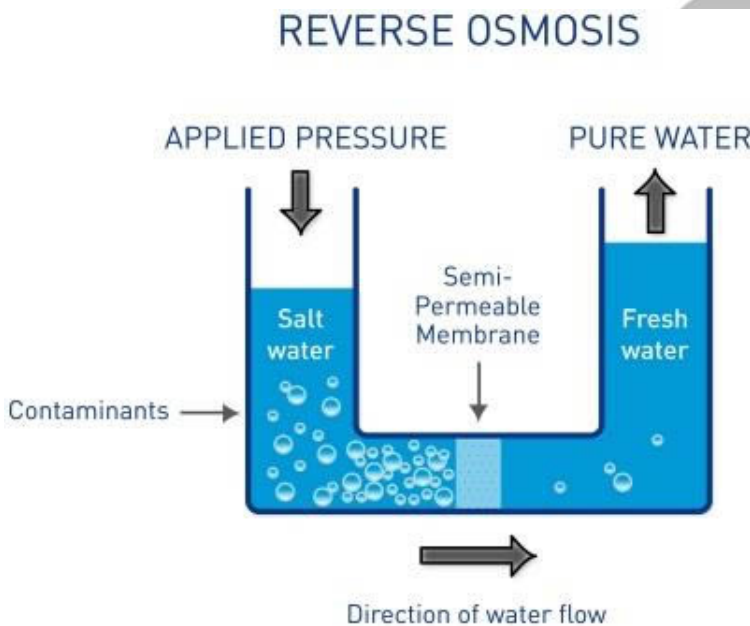 REVERSE OSMOSIS
APPLIED PRESSURE
PURE WATER
Semi-
Permeable
Membrane
Salt
water
Fresh
water
Contaminants
Direction of water flow